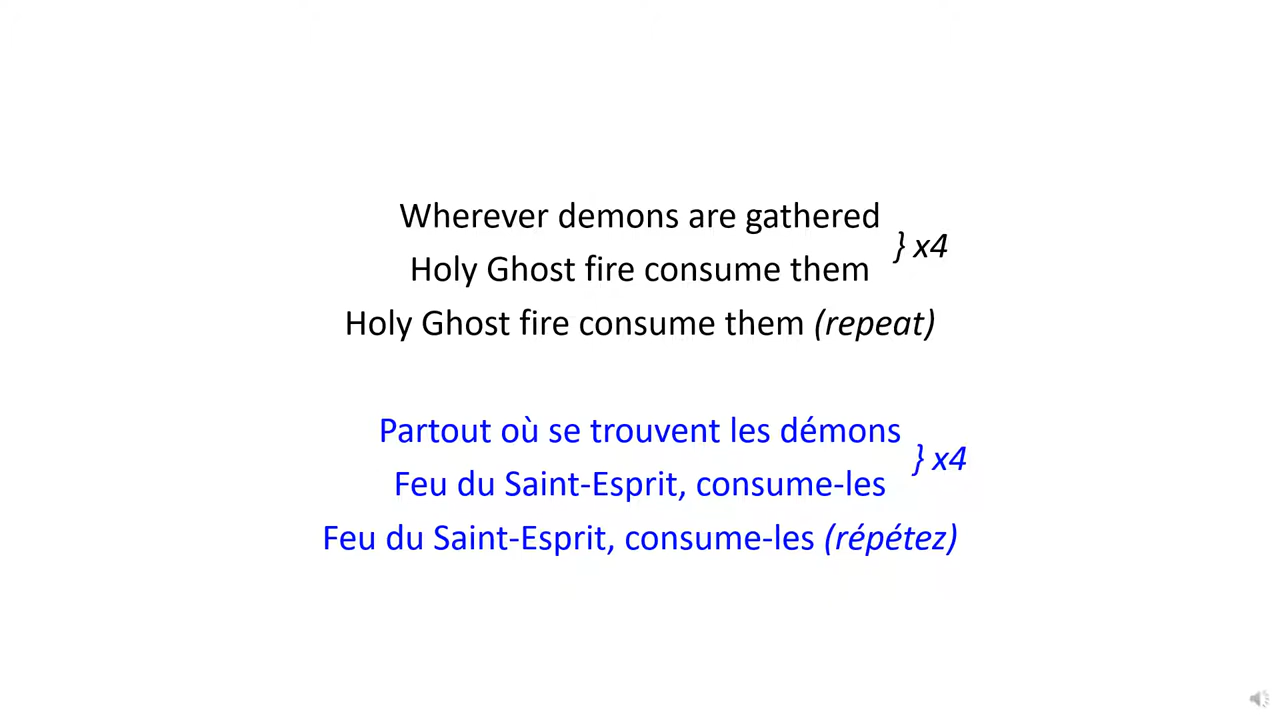 Wherever demons are gathered
Holy Ghost fire consume them
} x4
Holy Ghost fire consume them (repeat)
Partout où se trouvent les démons
Feu du Saint-Esprit, consume-les
} x4
Feu du Saint-Esprit, consume-les (répétez)